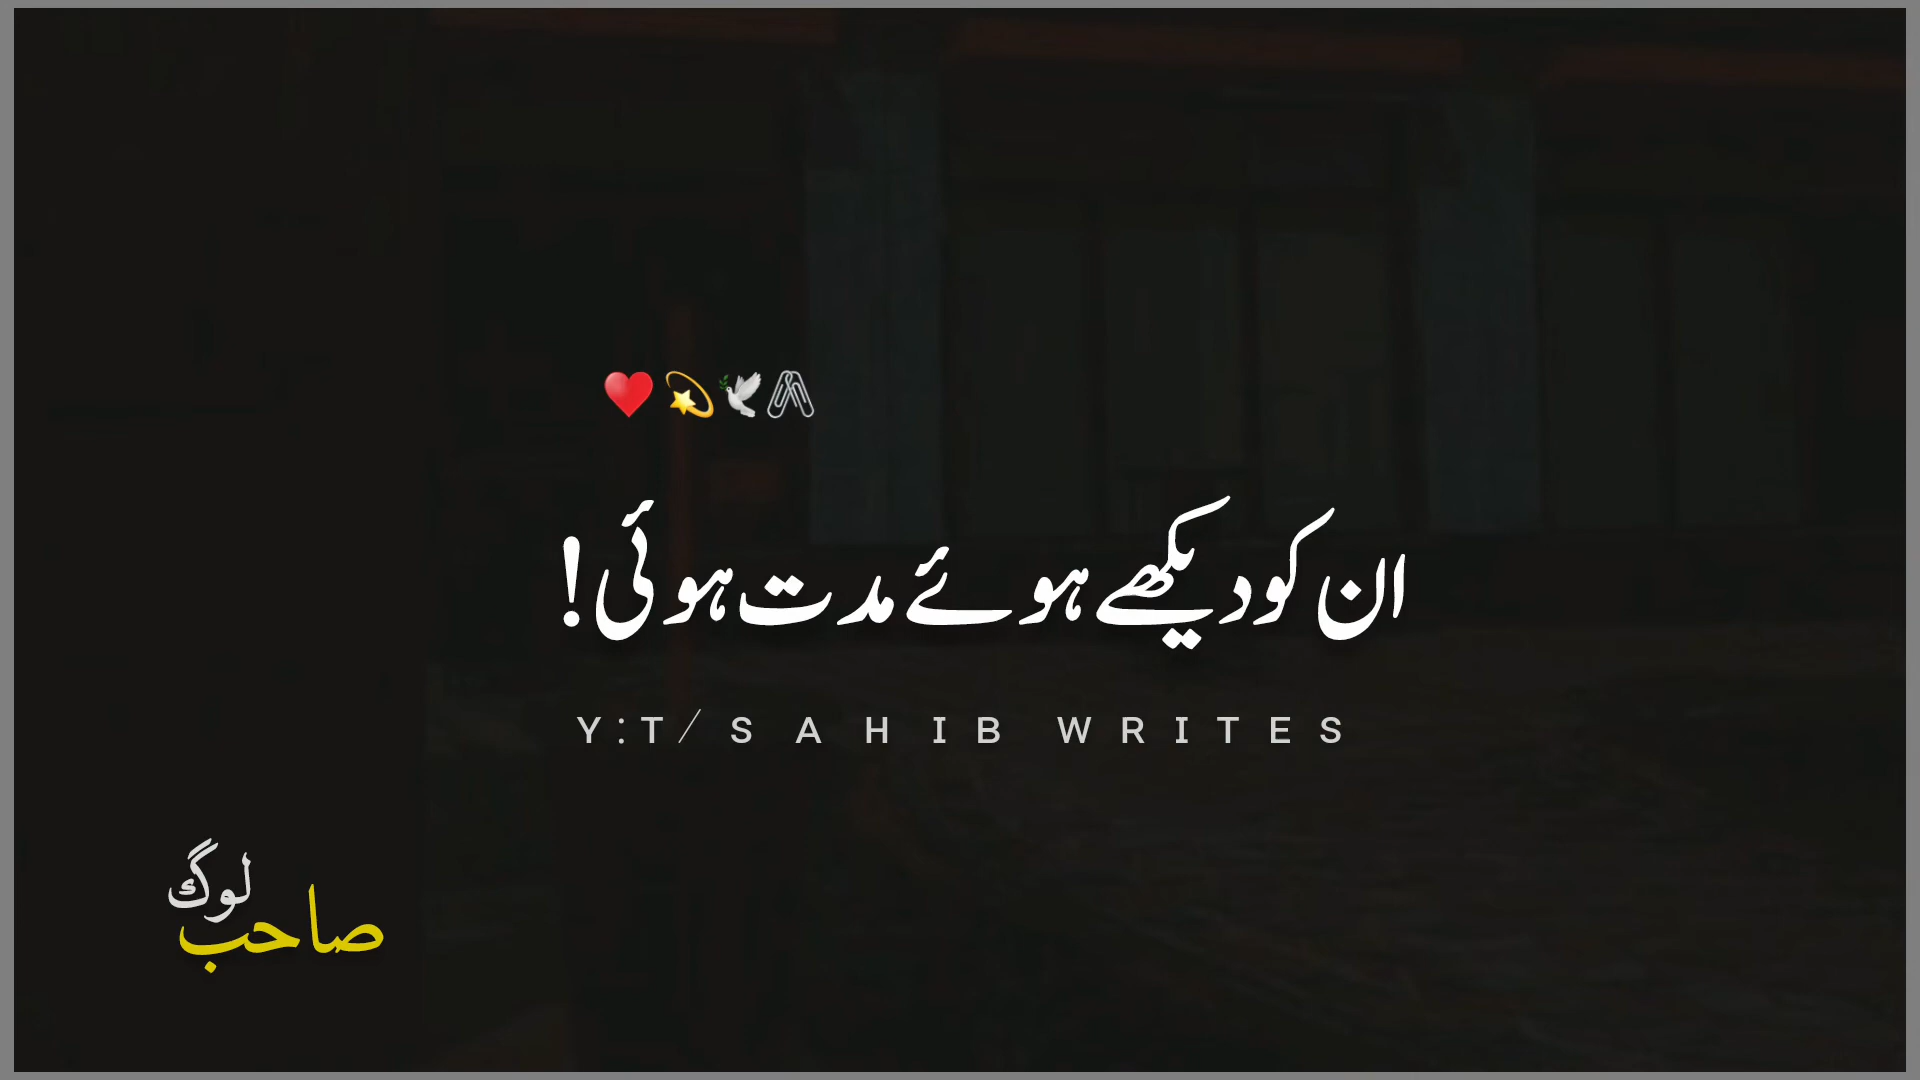 ♥️💫🕊️🖇️
ان کو دیکھے ہوئے مدت ہوئی!
Y:T/ SAHIB WRITES
لوگ
صاحب